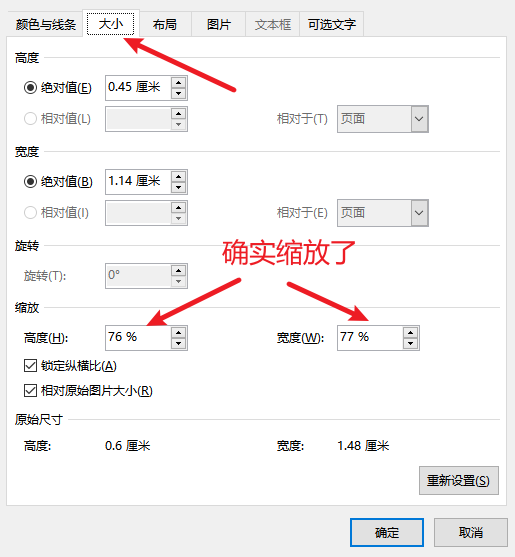 颜色与线条 大小 布局 图片 文本框 可选文字
高度
绝对值(E) 0.45 厘米
相对值(L) 相对于(T) 页面
宽度
绝对值(B) 1.14 厘米
相对值(I) 相对于(E) 页面
旋转 确实缩放了
旋转(T): 0°
缩放
高度(H): 76 % 宽度(W): 77 %
锁定纵横比(A)
相对原始图片大小(R)
原始尺寸
高度: 0.6 厘米 宽度: 1.48 厘米
重新设置(S)
确定 取消